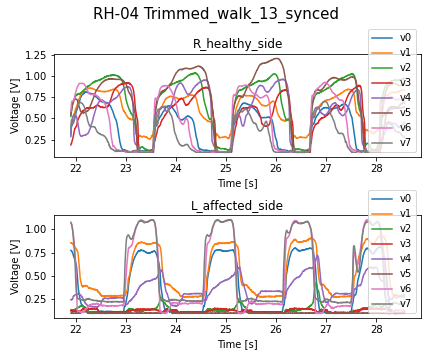 RH-04 Trimmed_walk_13_synced
R_healthy_side
Voltage [V]
1.25
1.00
0.75
0.50
0.25
22 23 24 25 26 27 28
Time [s]
v0
v1
v2
v3
v4
v5
v6
v7
L_affected_side
Voltage [V]
1.00
0.75
0.50
0.25
22 23 24 25 26 27 28
Time [s]
v0
v1
v2
v3
v4
v5
v6
v7